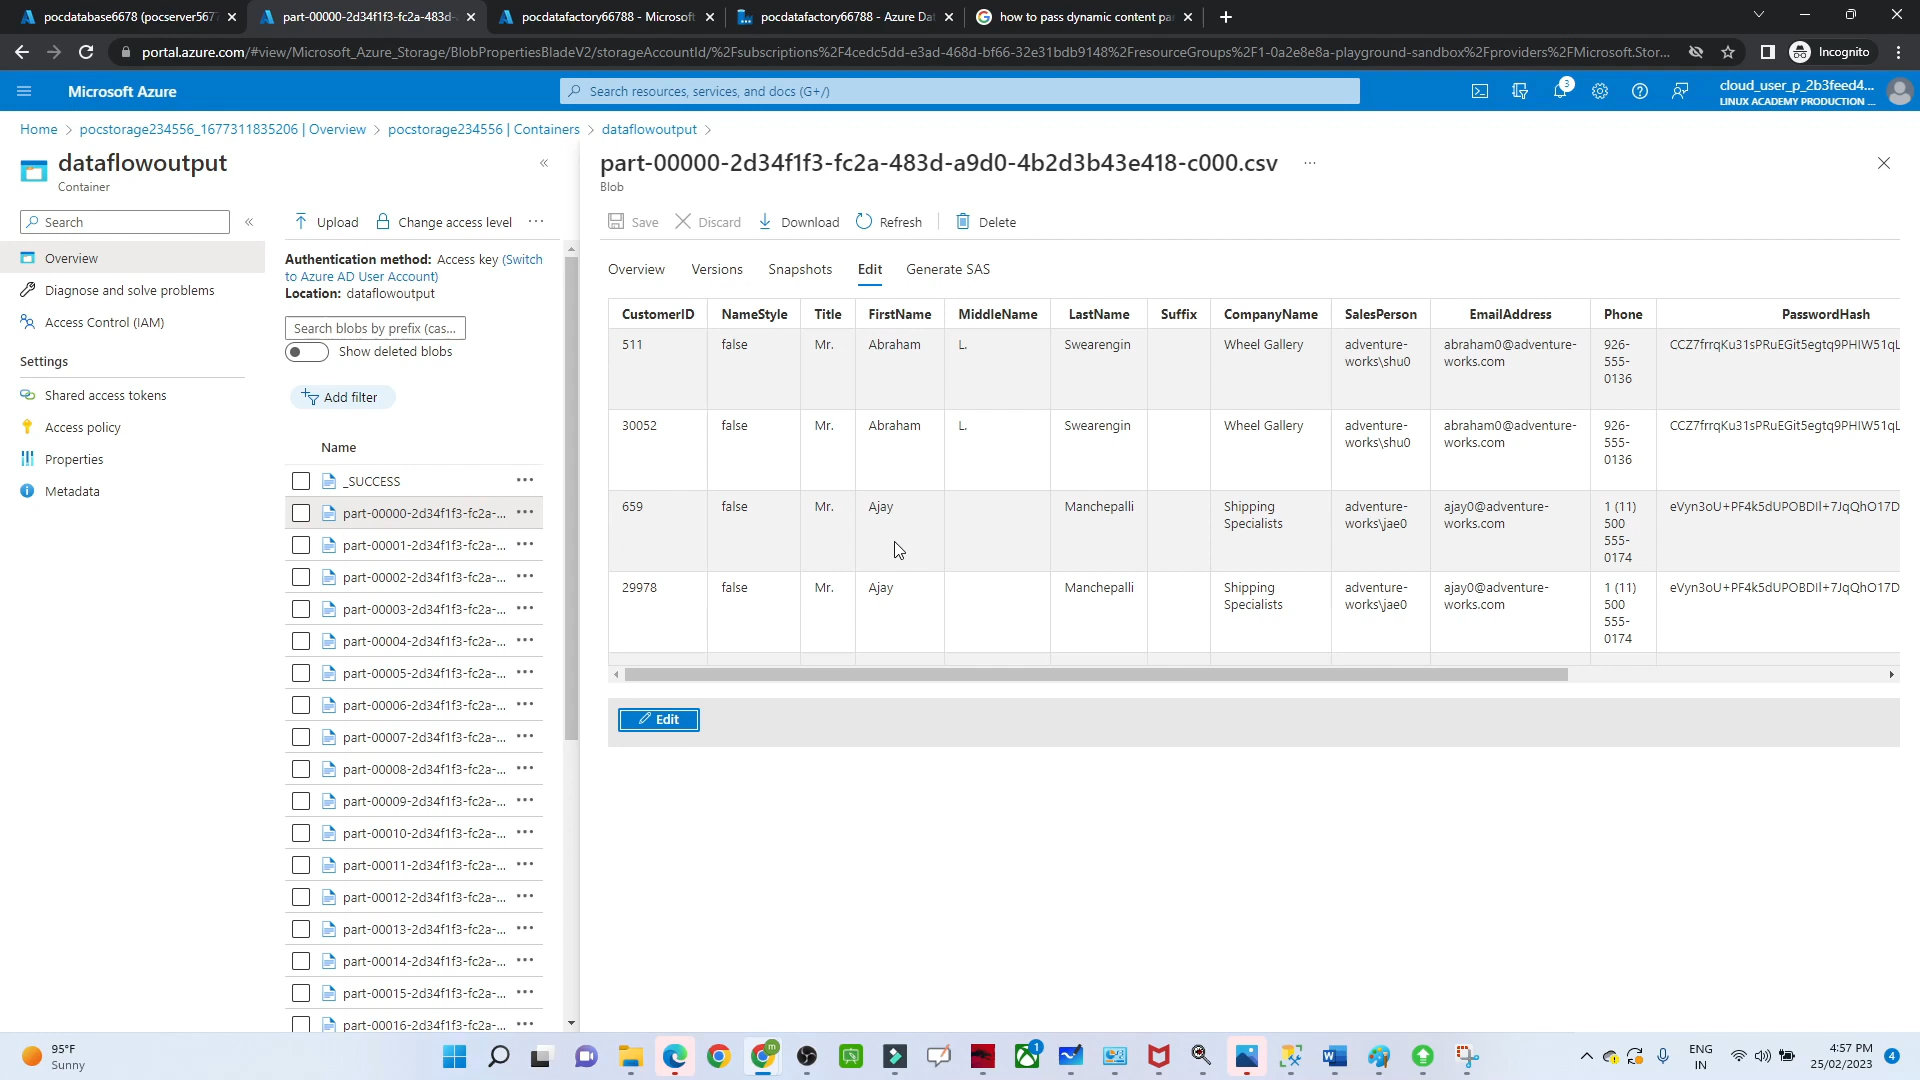 pocdatabase6678 (pocserver567
part-00000-2d34f1f3-fc2a-483d-
pocdatafactory66788 - Microsoft
pocdatafactory66788 - Azure Da
how to pass dynamic content pa
portal.azure.com/#view/Microsoft_Azure_Storage/BlobPropertiesBladeV2/storageAccountId/%2Fsubscriptions%2F4cedc5dd-e3ad-468d-bf66-32e31bdb9148%2FresourceGroups%2F1-0a2e8e8a-playground-sandbox%2Fproviders%2FMicrosoft.Stor...
Incognito
Microsoft Azure
Search resources, services, and docs (G+/)
3
cloud_user_p_2b3feed4...
LINUX ACADEMY PRODUCTION ...
Home > pocstorage234556_1677311835206 | Overview > pocstorage234556 | Containers > dataflowoutput >
dataflowoutput
Container
Search
Overview
Diagnose and solve problems
Access Control (IAM)
Settings
Shared access tokens
Access policy
Properties
Metadata
Upload
Change access level
Authentication method: Access key (Switch
to Azure AD User Account)
Location: dataflowoutput
Search blobs by prefix (cas...
Show deleted blobs
Add filter
Name
_SUCCESS
part-00000-2d34f1f3-fc2a-...
part-00001-2d34f1f3-fc2a-...
part-00002-2d34f1f3-fc2a-...
part-00003-2d34f1f3-fc2a-...
part-00004-2d34f1f3-fc2a-...
part-00005-2d34f1f3-fc2a-...
part-00006-2d34f1f3-fc2a-...
part-00007-2d34f1f3-fc2a-...
part-00008-2d34f1f3-fc2a-...
part-00009-2d34f1f3-fc2a-...
part-00010-2d34f1f3-fc2a-...
part-00011-2d34f1f3-fc2a-...
part-00012-2d34f1f3-fc2a-...
part-00013-2d34f1f3-fc2a-...
part-00014-2d34f1f3-fc2a-...
part-00015-2d34f1f3-fc2a-...
part-00016-2d34f1f3-fc2a-...
part-00000-2d34f1f3-fc2a-483d-a9d0-4b2d3b43e418-c000.csv
Blob
Save
Discard
Download
Refresh
Delete
Overview
Versions
Snapshots
Edit
Generate SAS
CustomerID NameStyle Title FirstName MiddleName LastName Suffix CompanyName SalesPerson EmailAddress Phone PasswordHash
511 false Mr. Abraham L. Swearengin Wheel Gallery adventure- abraham0@adventure- 926- CCZ7frrqKu31sPRuEGit5egtq9PHIW51qL
works\shu0 works.com 555-
0136
30052 false Mr. Abraham L. Swearengin Wheel Gallery adventure- abraham0@adventure- 926- CCZ7frrqKu31sPRuEGit5egtq9PHIW51qL
works\shu0 works.com 555-
0136
659 false Mr. Ajay Manchepalli Shipping adventure- ajay0@adventure- 1 (11) eVyn3oU+PF4k5dUPOBDIl+7JqQhO17D
Specialists works\jae0 works.com 500
555-
0174
29978 false Mr. Ajay Manchepalli Shipping adventure- ajay0@adventure- 1 (11) eVyn3oU+PF4k5dUPOBDIl+7JqQhO17D
Specialists works\jae0 works.com 500
555-
0174
Edit
95°F
Sunny
m
1
ENG
IN
4:57 PM
25/02/2023
4